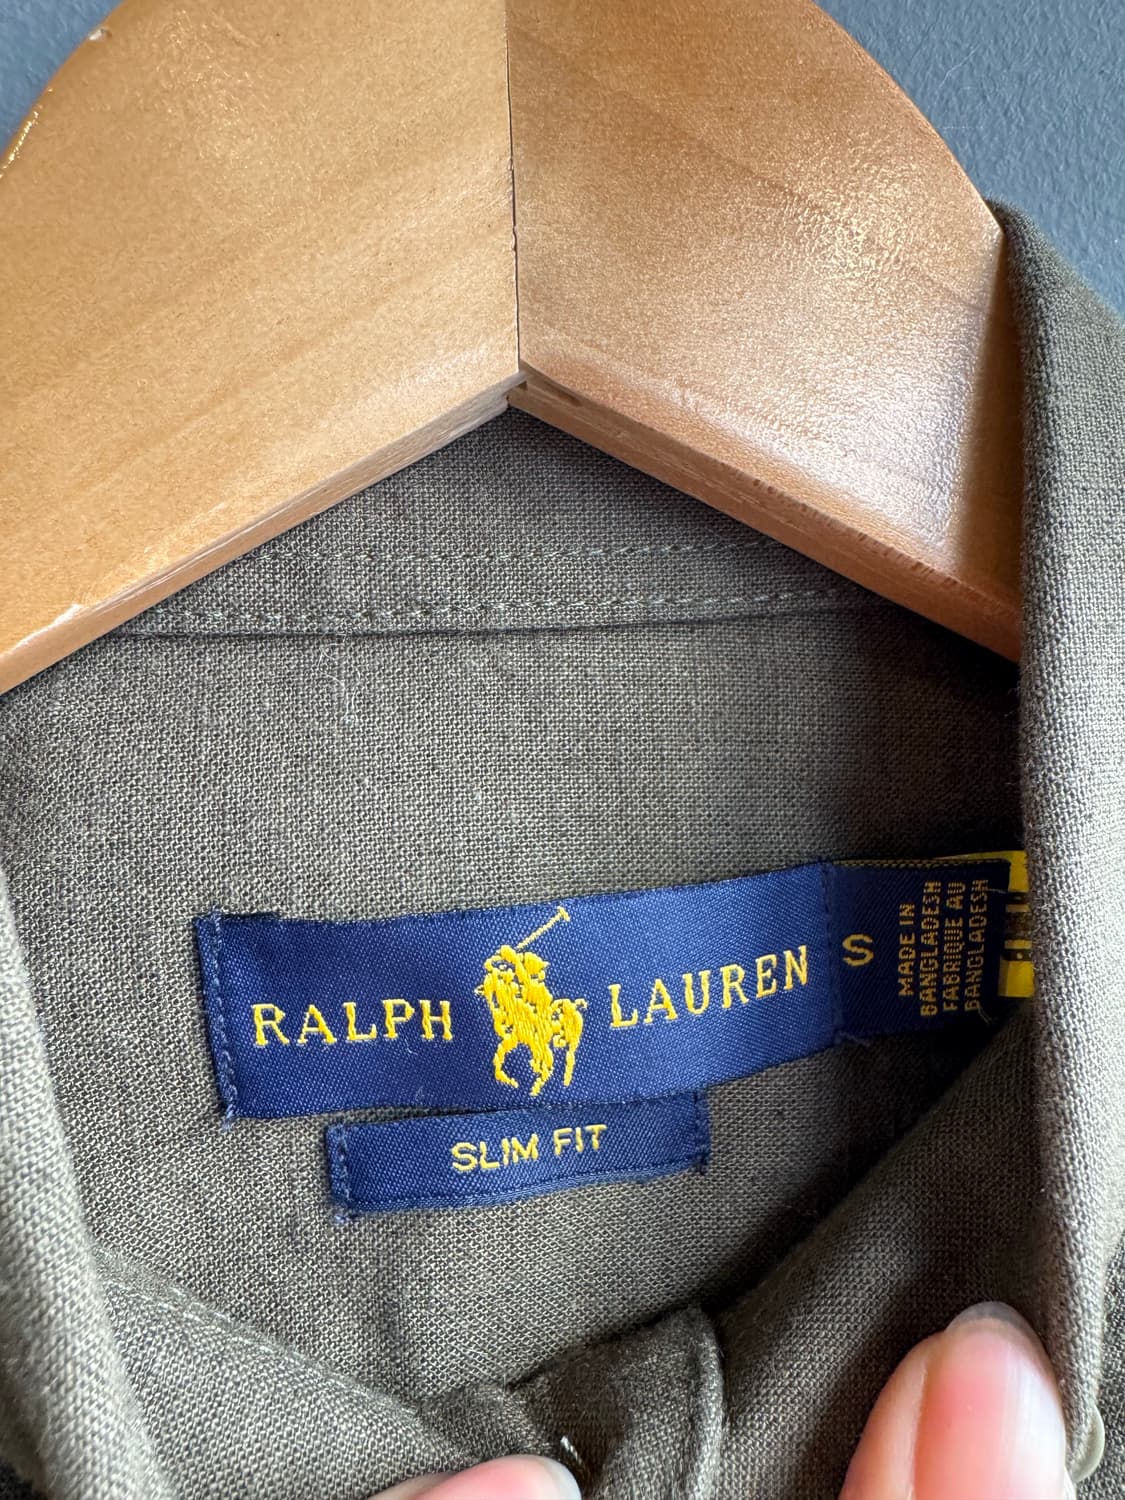 RALPH LAUREN
SLIM FIT
S
MADE IN
BANGLADESH
FABRIQUE AU
BANGLADESH